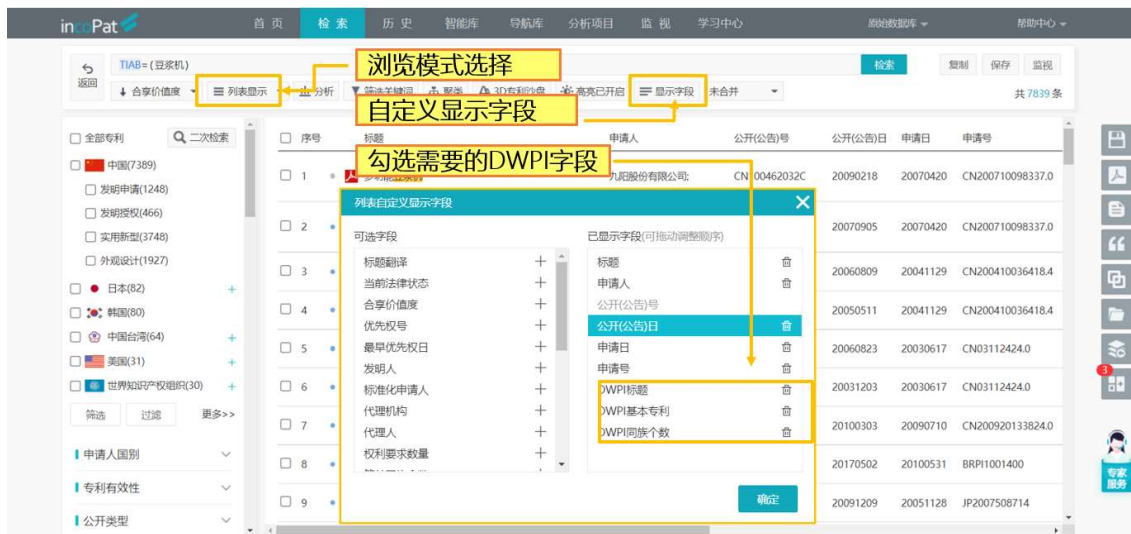 incoPat
首 页 检 索 历 史 智能库 导航库 分析项目 监 视 学习中心 原始数据库 帮助中心
返回
TIAB=(豆浆机)
检索 复制 保存 监视
浏览模式选择
合享价值度 列表显示 分析 筛选关键词 聚类 3D专利沙盘 高亮已开启 显示字段 未合并
共 7839 条
自定义显示字段
全部专利 二次检索
序号 标题 申请人 公开(公告)号 公开(公告)日 申请日 申请号
勾选需要的DWPI字段
中国(7389)
发明申请(1248)
发明授权(466)
实用新型(3748)
外观设计(1927)
日本(82) +
韩国(80)
中国台湾(64) +
美国(31) +
世界知识产权组织(30) +
筛选 过滤 更多>>
申请人国别
专利有效性
公开类型
1 多功能豆浆机 九阳股份有限公司; CN100462032C 20090218 20070420 CN200710098337.0
2 20070905 20070420 CN200710098337.0
3 20060809 20041129 CN200410036418.4
4 20050511 20041129 CN200410036418.4
5 20060823 20030617 CN03112424.0
6 20031203 20030617 CN03112424.0
7 20100303 20090710 CN200920133824.0
8 20170502 20100531 BRPI1001400
9 20091209 20051128 JP2007508714
列表自定义显示字段
可选字段
标题翻译
当前法律状态
合享价值度
优先权号
最早优先权日
发明人
标准化申请人
代理机构
代理人
权利要求数量
已显示字段(可拖动调整顺序)
标题
申请人
公开(公告)号
公开(公告)日
申请日
申请号
DWPI标题
DWPI基本专利
DWPI同族个数
确定
3
专家
服务